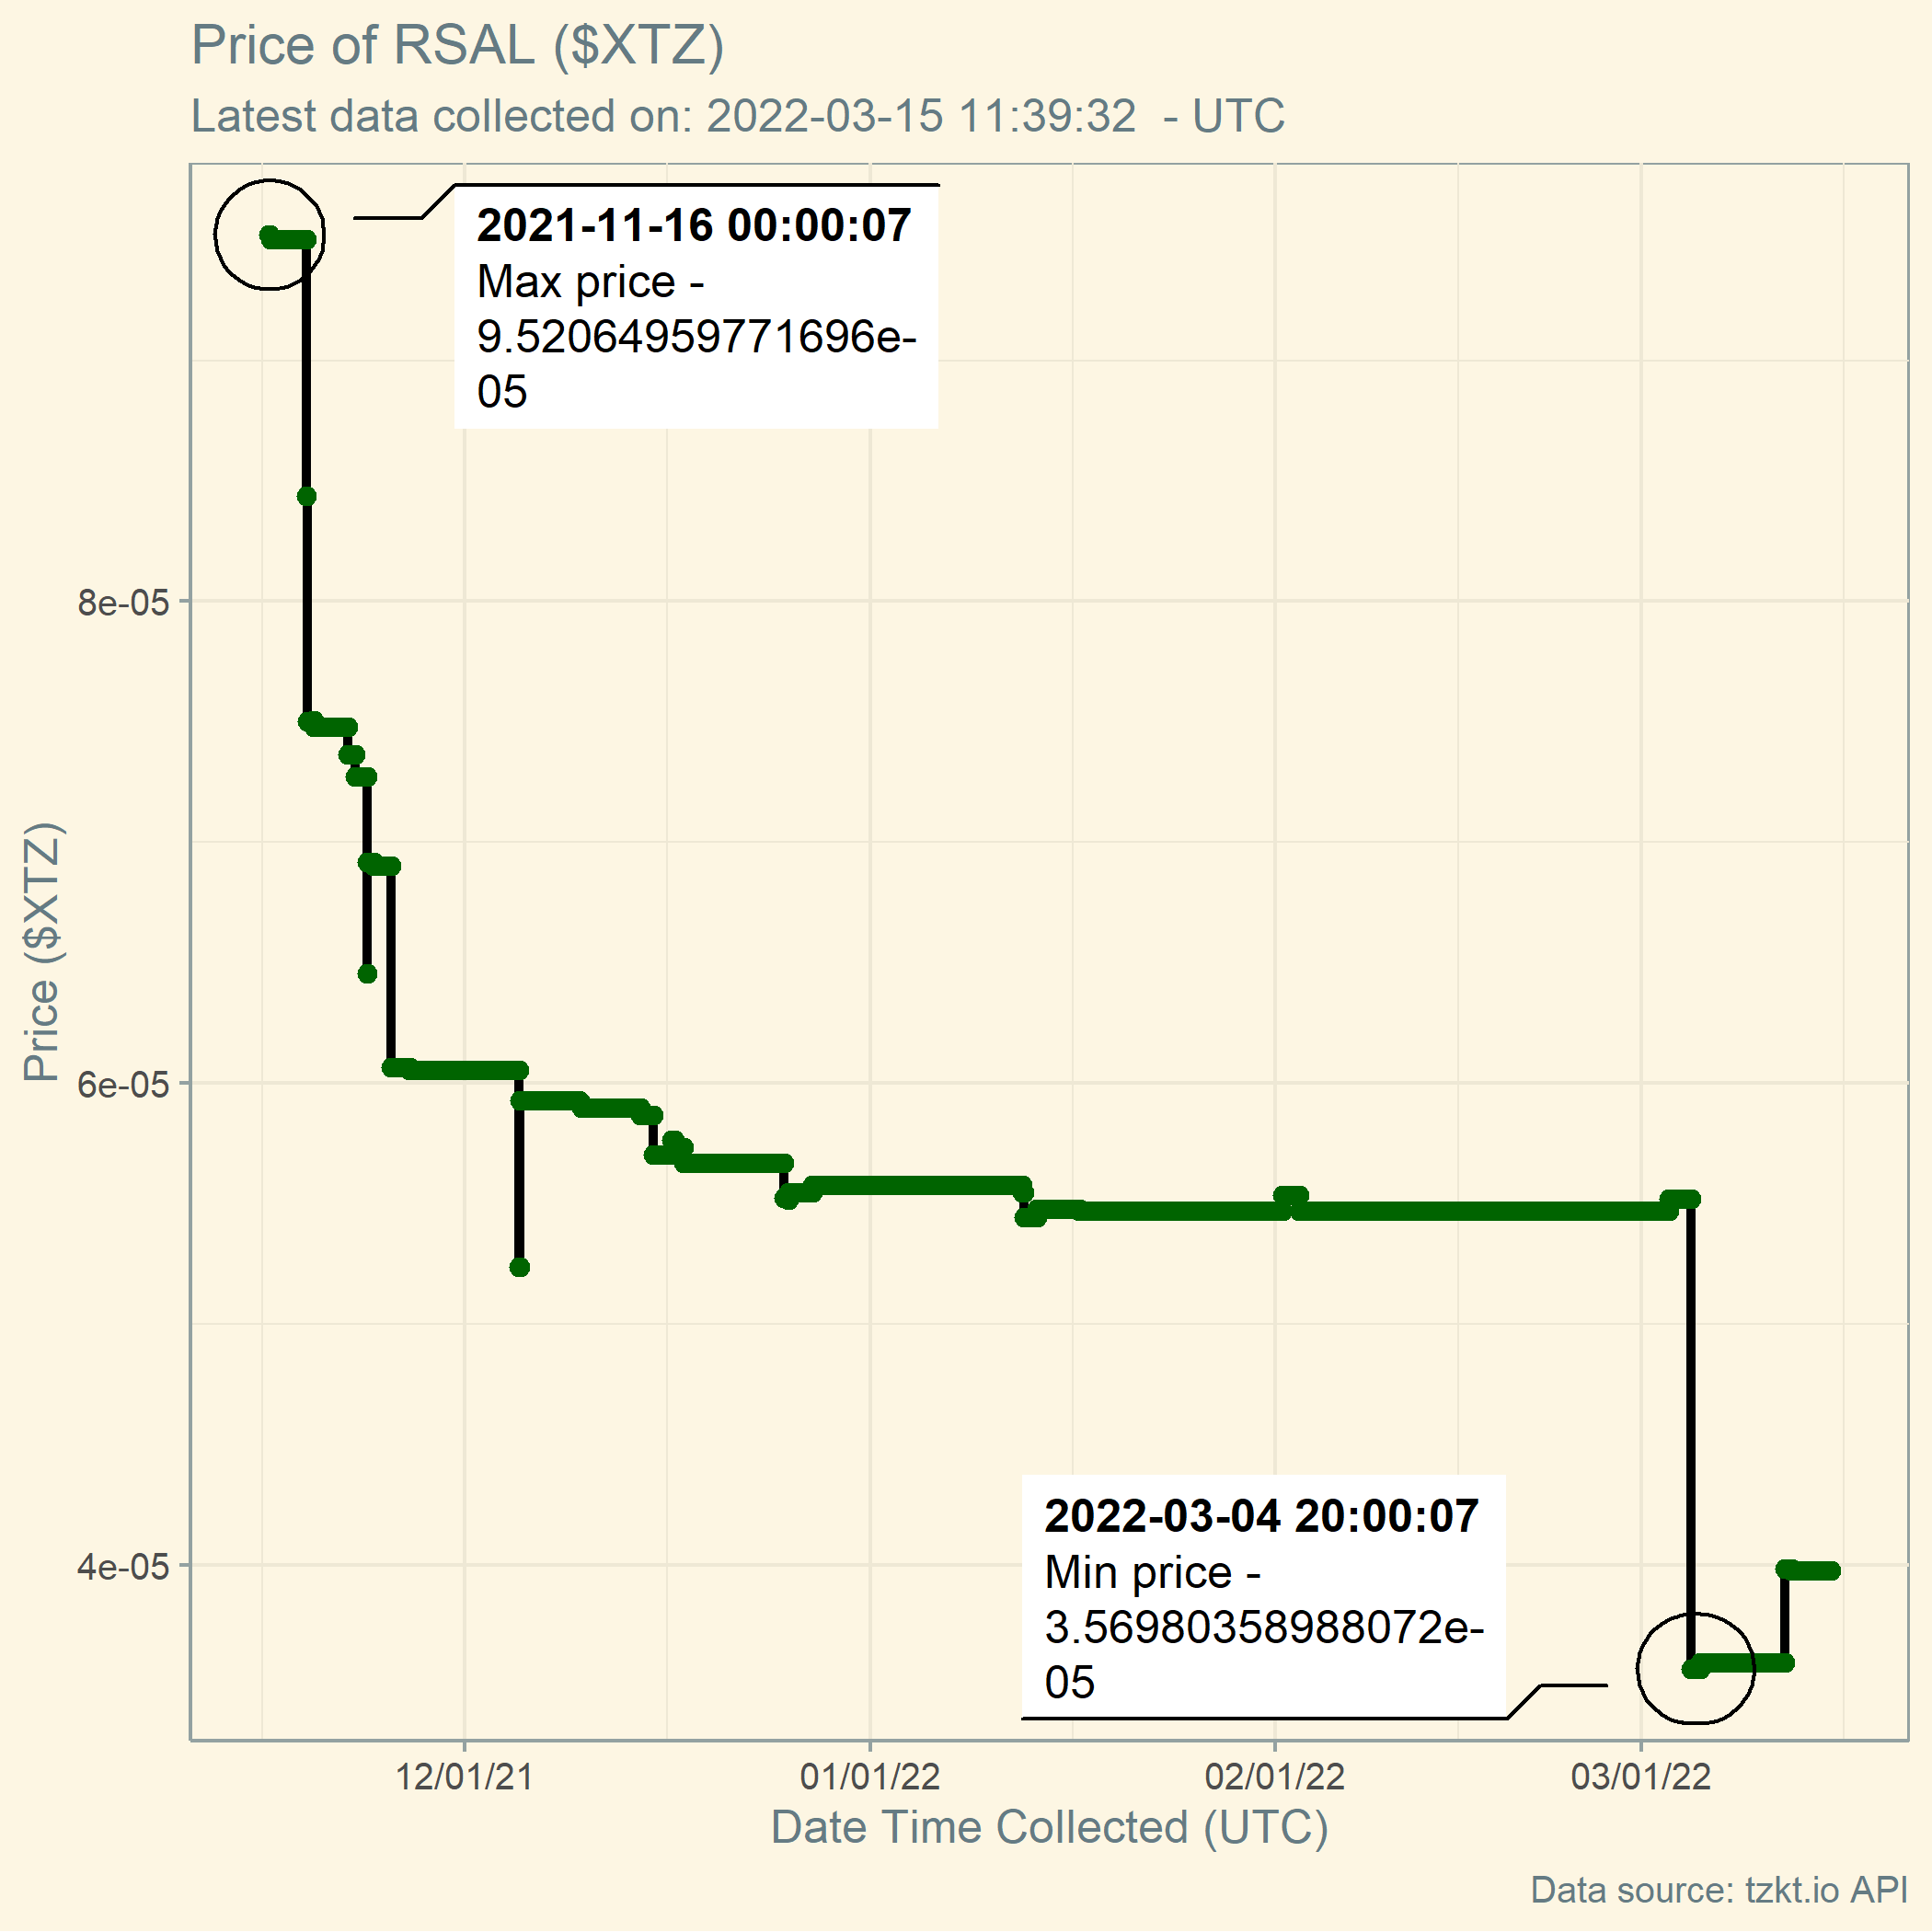 Price of RSAL ($XTZ)
Latest data collected on: 2022-03-15 11:39:32  - UTC
2021-11-16 00:00:07
Max price -
9.52064959771696e-
05
8e-05
Price ($XTZ)
6e-05
2022-03-04 20:00:07
Min price -
3.56980358988072e-
05
4e-05
12/01/21 01/01/22 02/01/22 03/01/22
Date Time Collected (UTC)
Data source: tzkt.io API